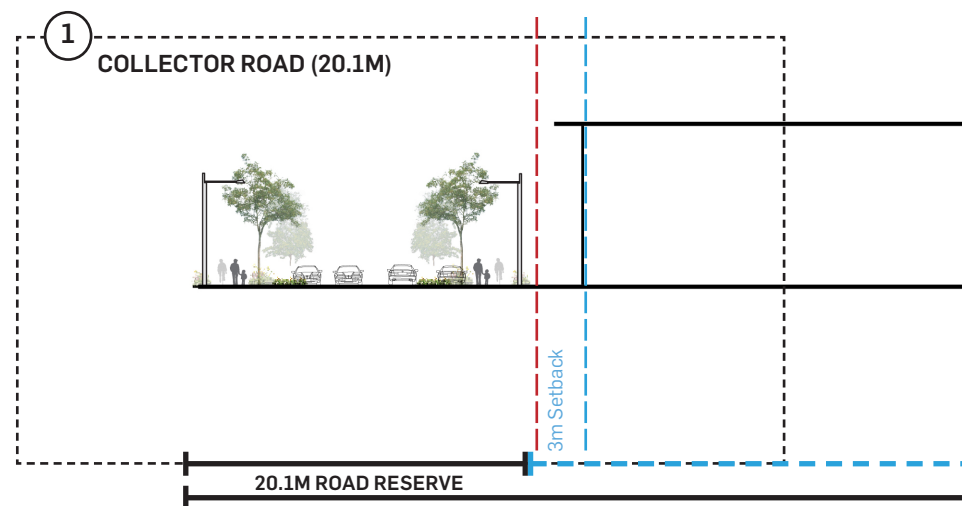 1
COLLECTOR ROAD (20.1M)
3m Setback
20.1M ROAD RESERVE